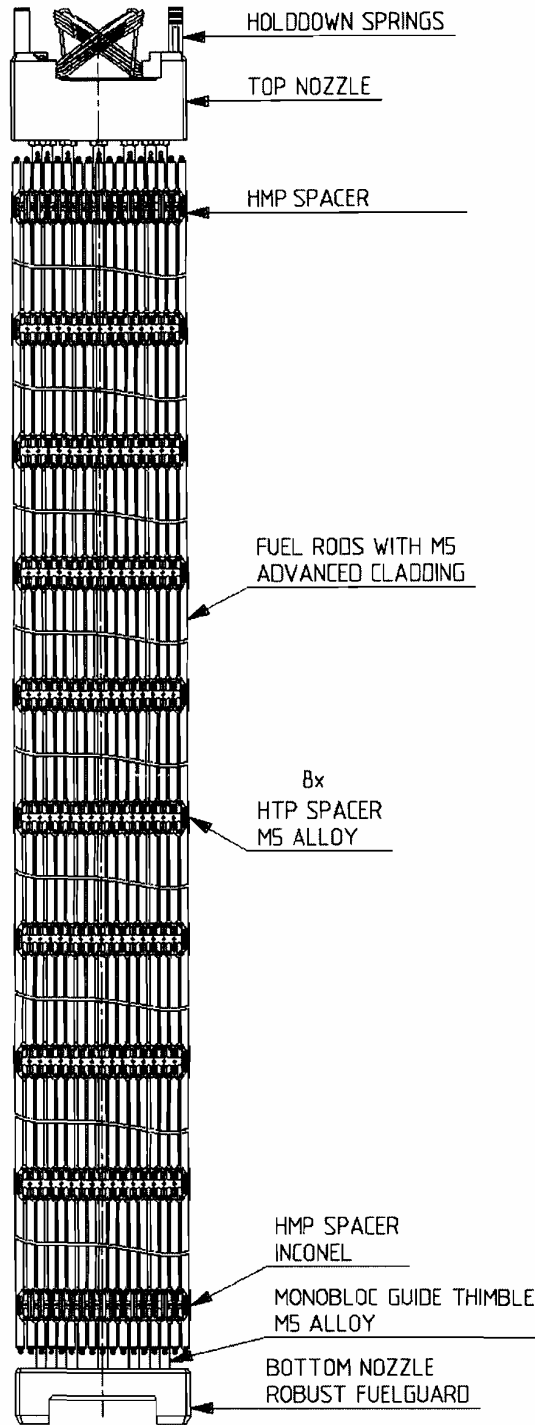 HOLDDOWN SPRINGS
TOP NOZZLE
HMP SPACER
FUEL RODS WITH M5
ADVANCED CLADDING
8x
HTP SPACER
M5 ALLOY
HMP SPACER
INCONEL
MONOBLOC GUIDE THIMBLE
M5 ALLOY
BOTTOM NOZZLE
ROBUST FUELGUARD